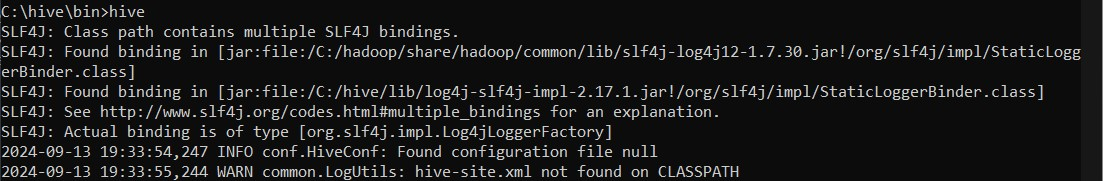 C:\hive\bin>hive
SLF4J: Class path contains multiple SLF4J bindings.
SLF4J: Found binding in [jar:file:/C:/hadoop/share/hadoop/common/lib/slf4j-log4j12-1.7.30.jar!/org/slf4j/impl/StaticLogg
erBinder.class]
SLF4J: Found binding in [jar:file:/C:/hive/lib/log4j-slf4j-impl-2.17.1.jar!/org/slf4j/impl/StaticLoggerBinder.class]
SLF4J: See http://www.slf4j.org/codes.html#multiple_bindings for an explanation.
SLF4J: Actual binding is of type [org.slf4j.impl.Log4jLoggerFactory]
2024-09-13 19:33:54,247 INFO conf.HiveConf: Found configuration file null
2024-09-13 19:33:55,244 WARN common.LogUtils: hive-site.xml not found on CLASSPATH